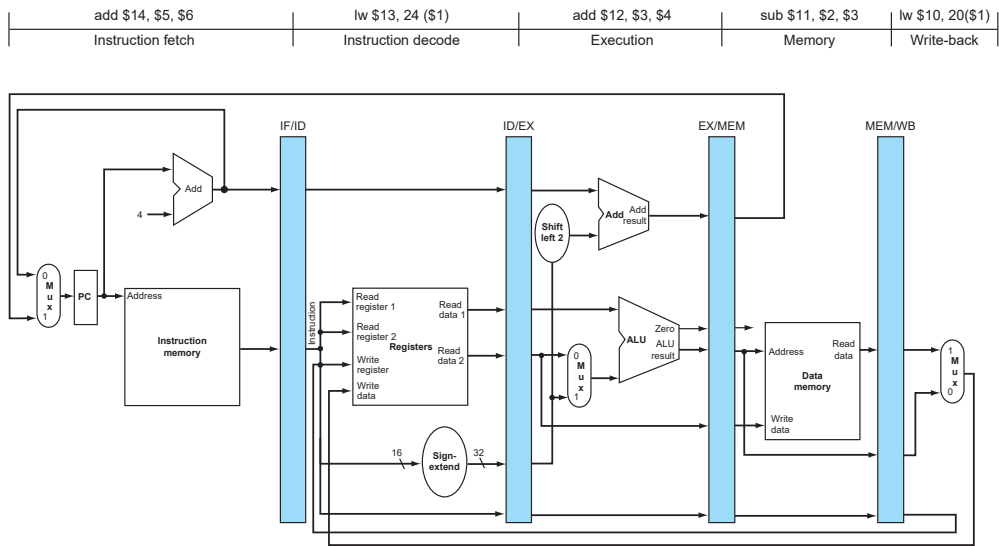 add $14, $5, $6
lw $13, 24 ($1)
add $12, $3, $4
sub $11, $2, $3
lw $10, 20($1)
Instruction fetch
Instruction decode
Execution
Memory
Write-back
IF/ID
ID/EX
EX/MEM
MEM/WB
Add
4
Shift
left 2
Add
Add
result
0
M
u
x
1
PC
Address
Instruction
memory
Instruction
Read
register 1
Read
register 2
Registers
Write
register
Write
data
Read
data 1
Read
data 2
16
Sign-
extend
32
0
M
u
x
1
Zero
ALU
ALU
result
Address
Read
data
Data
memory
Write
data
1
M
u
x
0